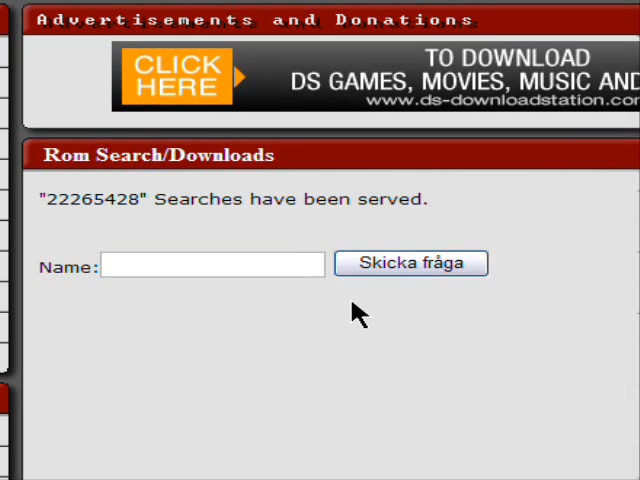 Advertisements and Donations
CLICK
HERE
TO DOWNLOAD
DS GAMES, MOVIES, MUSIC AND
www.ds-downloadstation.com
Rom Search/Downloads
"22265428" Searches have been served.
Name:
Skicka fråga